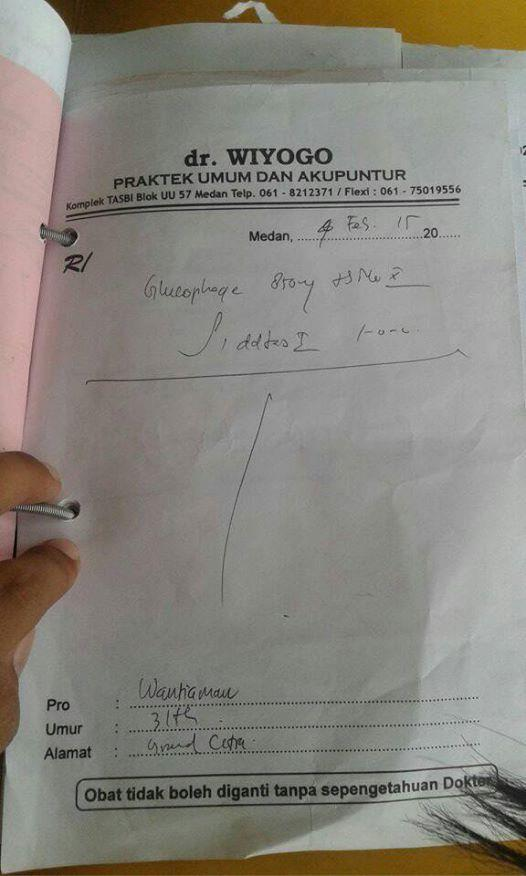 dr. WIYOGO
PRAKTEK UMUM DAN AKUPUNTUR
Komplek TASBI Blok UU 57 Medan Telp. 061 - 8212371 / Flexi : 061 - 75019556
Medan, 4 Feb. 15 20......
R/
Glucophage 850mg tab No X
S 1 dd tab I 1-0-0
Pro :
Umur : 31 th
Alamat : Grand
Obat tidak boleh diganti tanpa sepengetahuan Dokter